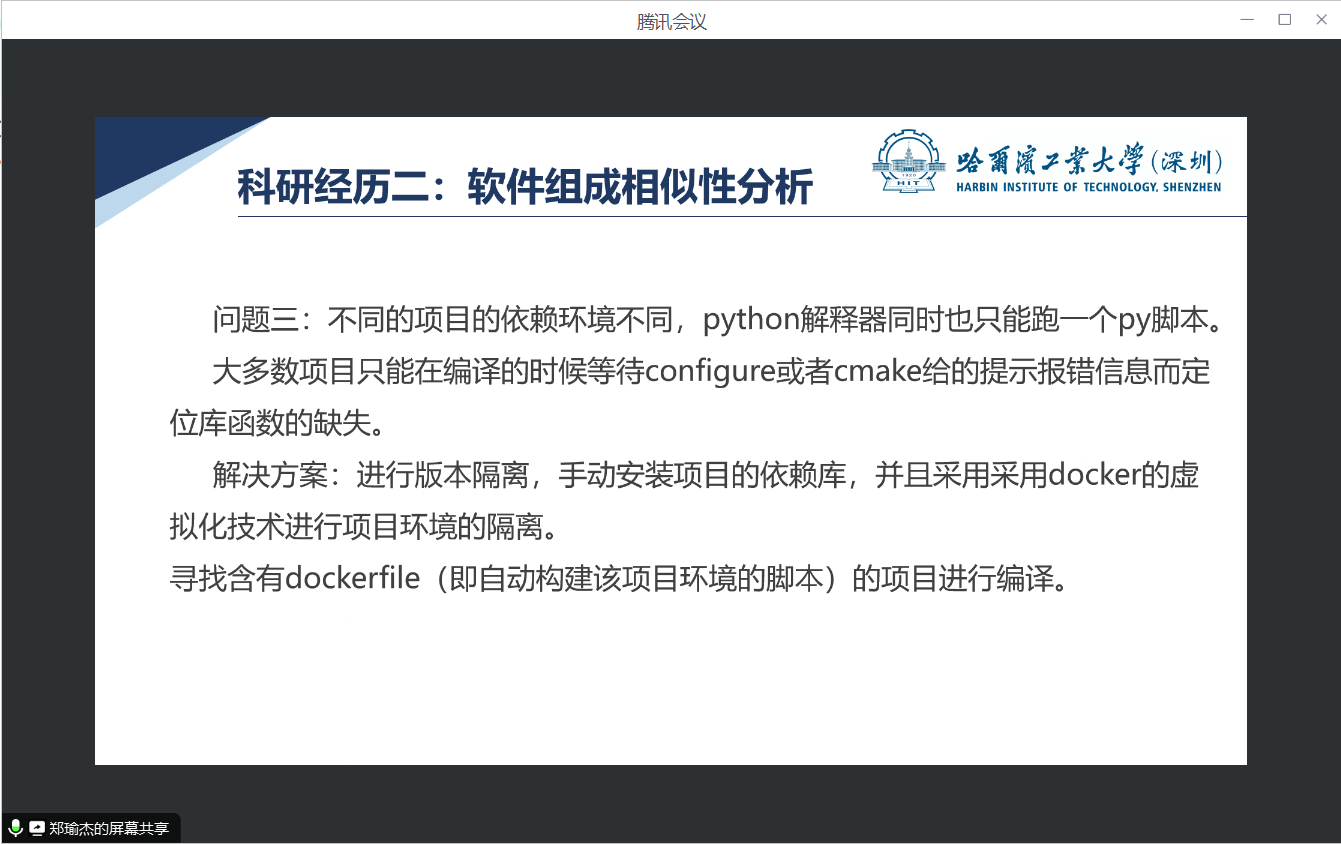 腾讯会议
科研经历二：软件组成相似性分析
哈尔滨工业大学(深圳)
HARBIN INSTITUTE OF TECHNOLOGY, SHENZHEN
1920
HIT
问题三：不同的项目的依赖环境不同，python解释器同时也只能跑一个py脚本。
大多数项目只能在编译的时候等待configure或者cmake给的提示报错信息而定
位库函数的缺失。
解决方案：进行版本隔离，手动安装项目的依赖库，并且采用采用docker的虚
拟化技术进行项目环境的隔离。
寻找含有dockerfile（即自动构建该项目环境的脚本）的项目进行编译。
郑瑜杰的屏幕共享